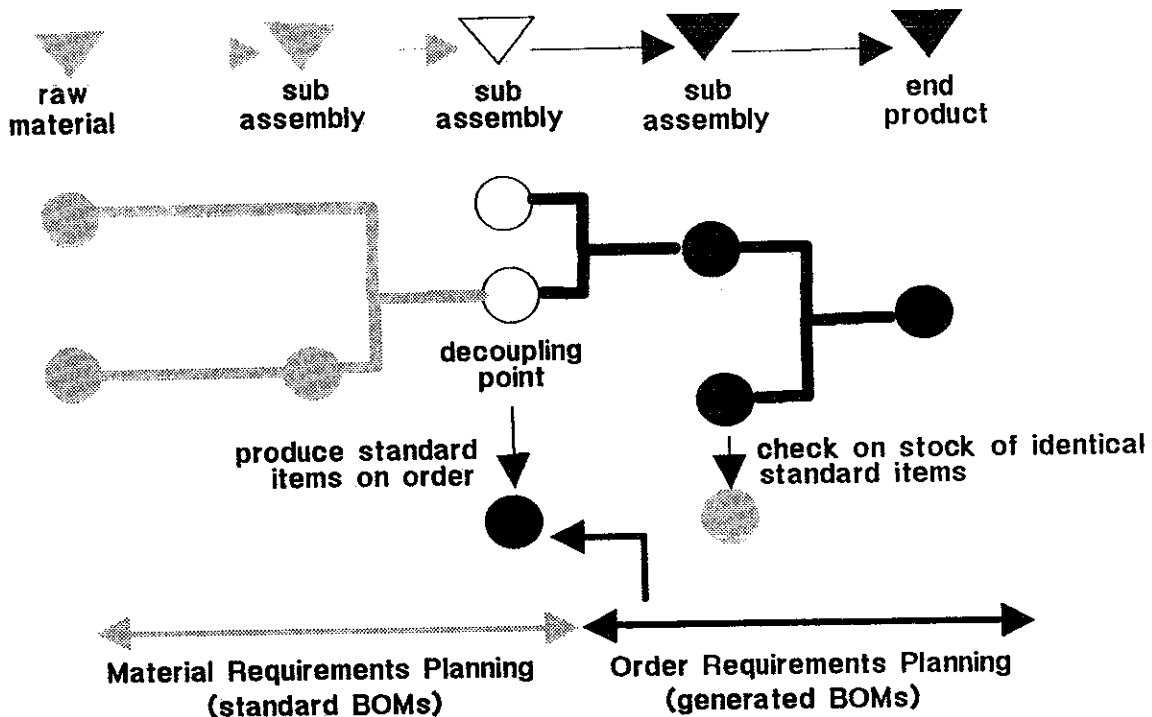 raw
material
sub
assembly
sub
assembly
sub
assembly
end
product
decoupling
point
produce standard
items on order
check on stock of identical
standard items
Material Requirements Planning
(standard BOMs)
Order Requirements Planning
(generated BOMs)